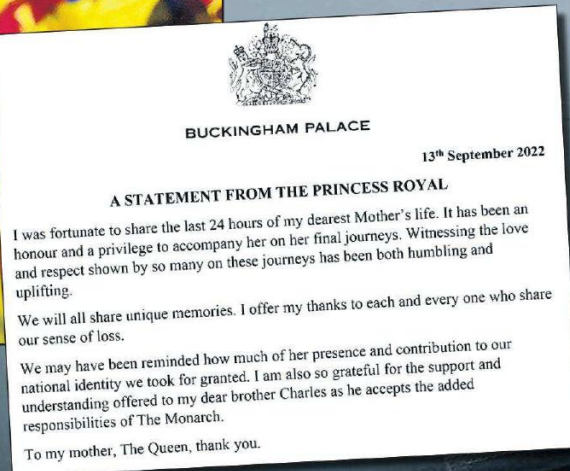 BUCKINGHAM PALACE
13th September 2022
A STATEMENT FROM THE PRINCESS ROYAL
I was fortunate to share the last 24 hours of my dearest Mother's life. It has been an
honour and a privilege to accompany her on her final journeys. Witnessing the love
and respect shown by so many on these journeys has been both humbling and
uplifting.
We will all share unique memories. I offer my thanks to each and every one who share
our sense of loss.
We may have been reminded how much of her presence and contribution to our
national identity we took for granted. I am also so grateful for the support and
understanding offered to my dear brother Charles as he accepts the added
responsibilities of The Monarch.
To my mother, The Queen, thank you.